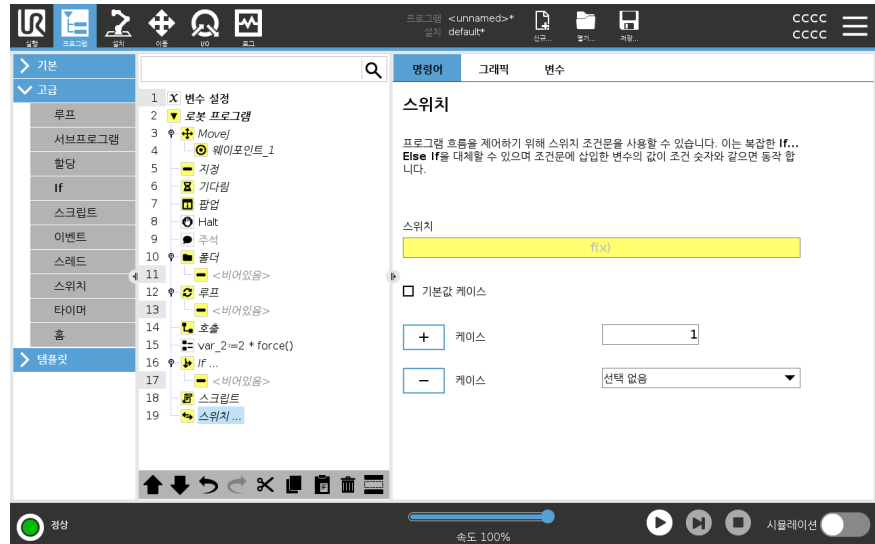 프로그램 <unnamed>*
설치 default*
CCCC
CCCC
실행 프로그램 설치 이동 I/O 로그 신규... 열기... 저장...
기본
고급
루프
서브프로그램
할당
If
스크립트
이벤트
스레드
스위치
타이머
홈
템플릿
1 X 변수 설정
2 로봇 프로그램
3 MoveJ
4 웨이포인트_1
5 지정
6 기다림
7 팝업
8 Halt
9 주석
10 폴더
11 <비어있음>
12 루프
13 <비어있음>
14 호출
15 var_2≔2 * force()
16 If ...
17 <비어있음>
18 스크립트
19 스위치 ...
명령어 그래픽 변수
스위치
프로그램 흐름을 제어하기 위해 스위치 조건문을 사용할 수 있습니다. 이는 복잡한 If...
Else If을 대체할 수 있으며 조건문에 삽입한 변수의 값이 조건 숫자와 같으면 동작 합
니다.
스위치
f(x)
기본값 케이스
+ 케이스 1
− 케이스 선택 없음
정상
속도 100%
시뮬레이션